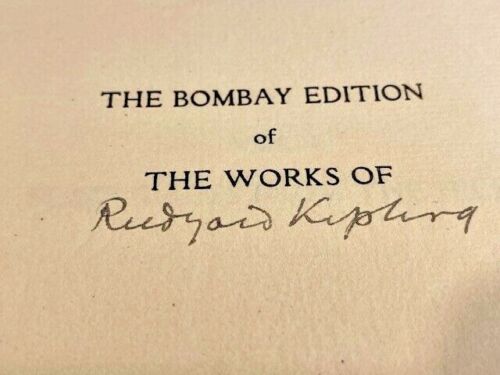 THE BOMBAY EDITION
of
THE WORKS OF
Rudyard Kipling